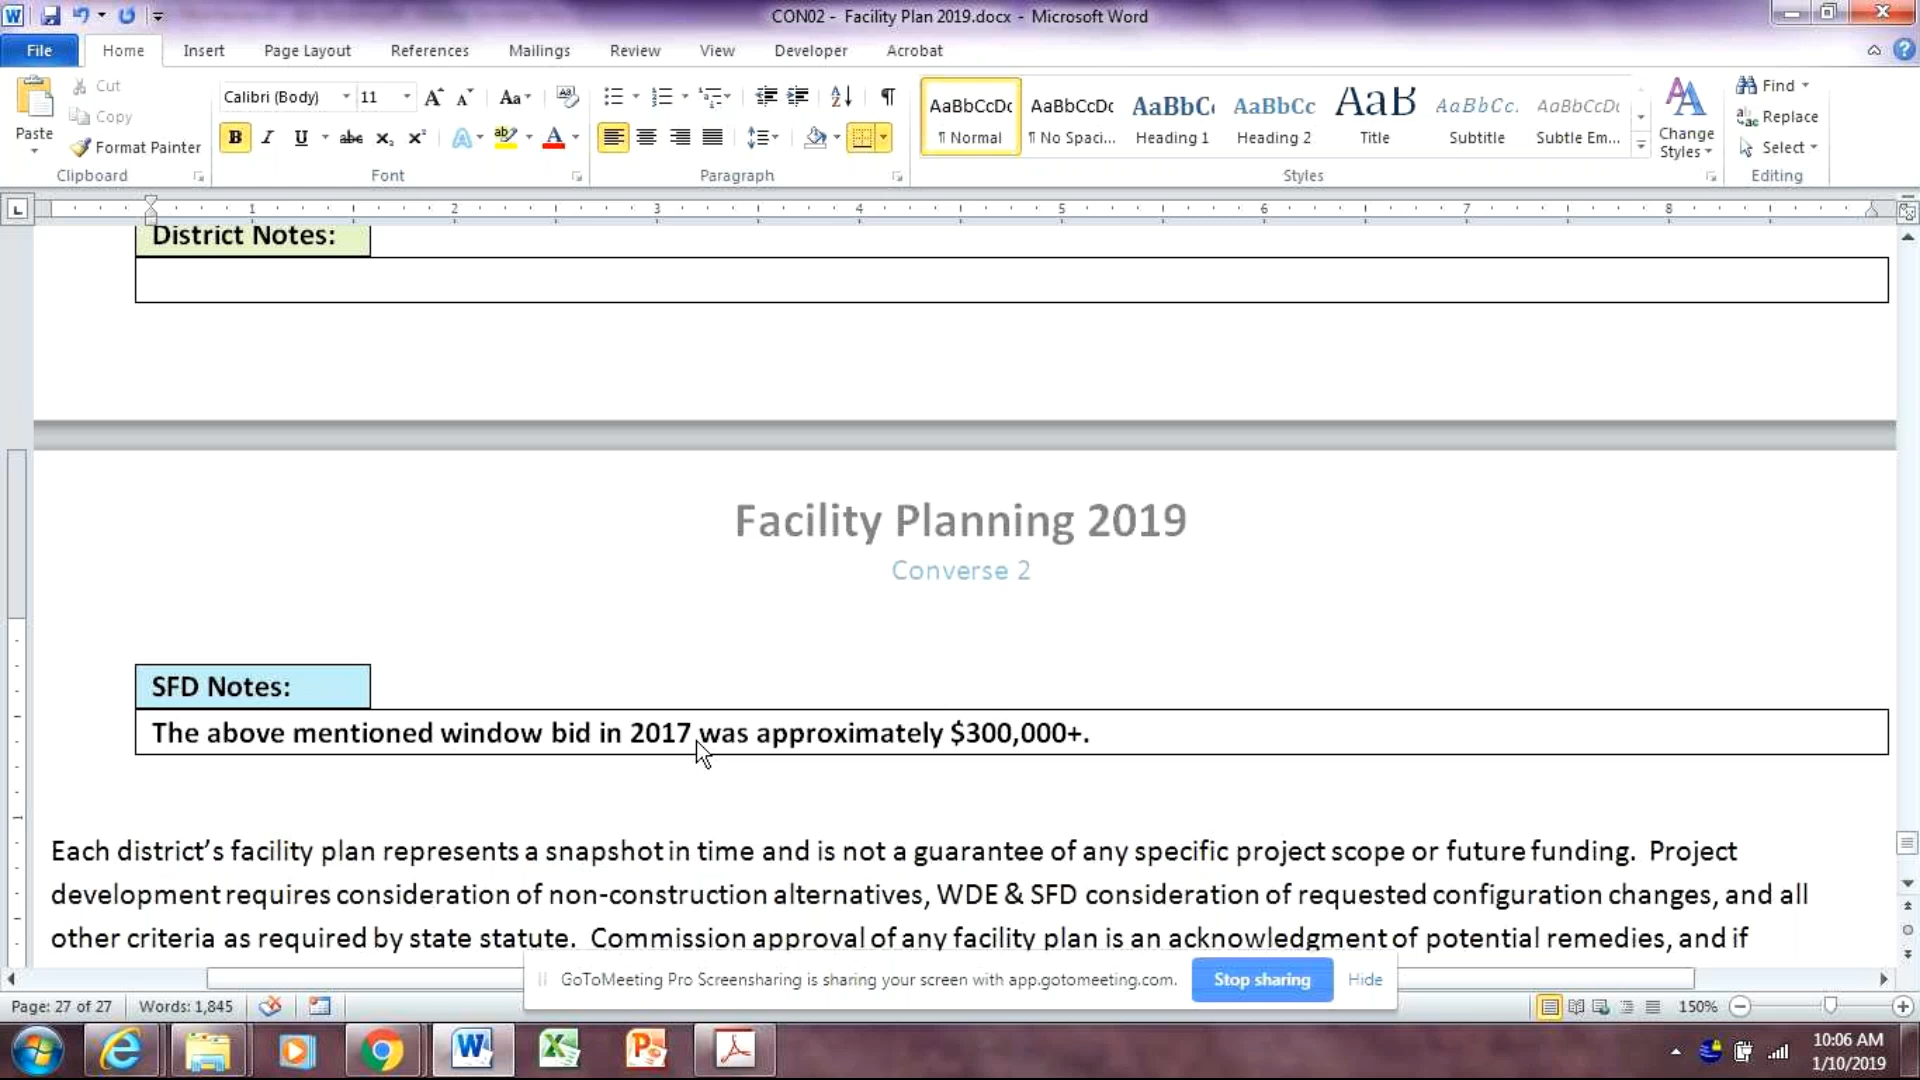 CON02 - Facility Plan 2019.docx - Microsoft Word
File Home Insert Page Layout References Mailings Review View Developer Acrobat
Paste
Cut
Copy
Format Painter
Clipboard
Calibri (Body) 11
Font
Paragraph
AaBbCcDc AaBbCcDc AaBbC AaBbCc AaB AaBbCc. AaBbCcDc
¶ Normal ¶ No Spaci... Heading 1 Heading 2 Title Subtitle Subtle Em...
Styles
Change Styles
Find
Replace
Select
Editing
1 2 3 4 5 6 7 8
District Notes:
Facility Planning 2019
Converse 2
SFD Notes:
The above mentioned window bid in 2017 was approximately $300,000+.
Each district’s facility plan represents a snapshot in time and is not a guarantee of any specific project scope or future funding. Project
development requires consideration of non-construction alternatives, WDE & SFD consideration of requested configuration changes, and all
other criteria as required by state statute. Commission approval of any facility plan is an acknowledgment of potential remedies, and if
GoToMeeting Pro Screensharing is sharing your screen with app.gotomeeting.com. Stop sharing Hide
Page: 27 of 27 Words: 1,845 150%
10:06 AM
1/10/2019